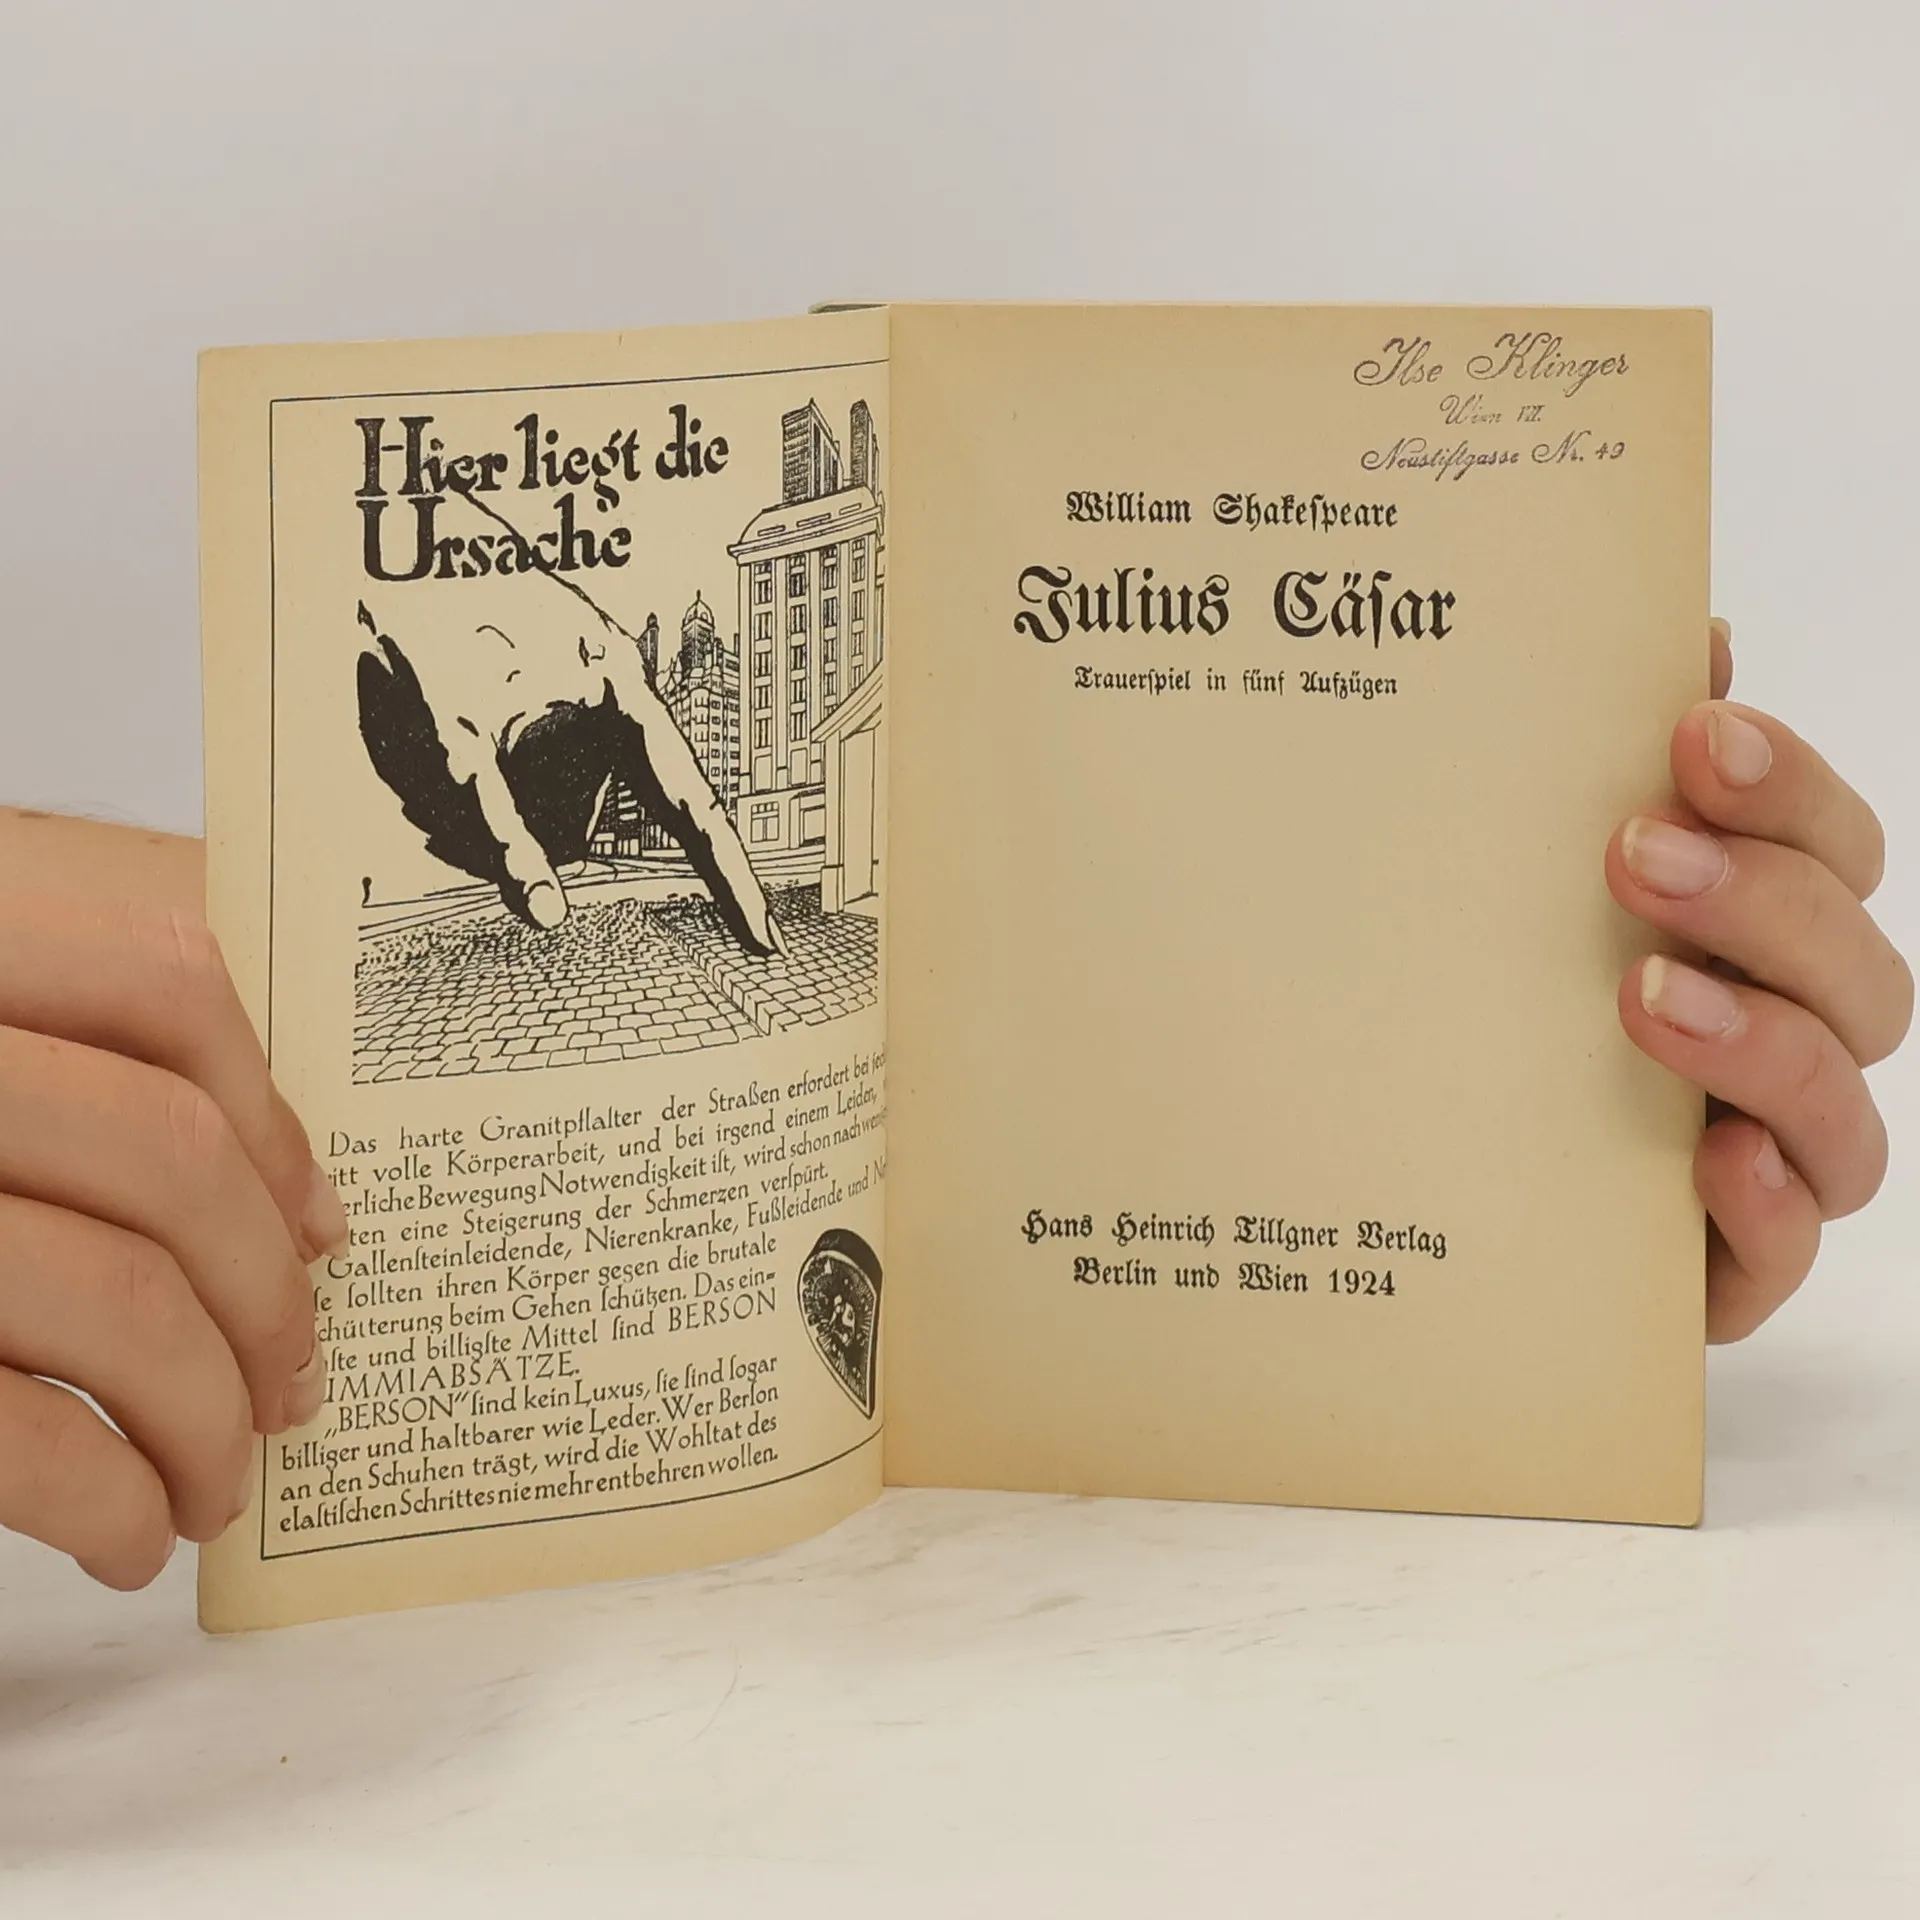 Hier liegt die
Ursache
Das harte Granitpflalter der Straßen erfordert bei
volle Körperarbeit, und bei irgend einem Leiden,
Bewegung Notwendigkeit iſt, wird schon nach
eine Steigerung der Schmerzen verſpürt.
Gallenſteinleidende, Nierenkranke, Fußleidende und
ſollten ihren Körper gegen die brutale
beim Gehen ſchützen. Das ein-
und billigſte Mittel ſind BERSON
„BERSON" ſind kein Luxus, ſie ſind ſogar
billiger und haltbarer wie Leder. Wer Berſon
an den Schuhen trägt, wird die Wohltat des
elaſtiſchen Schrittes nie mehr entbehren wollen.
Ilse Klinger
Wien VII.
Neustiftgasse Nr. 49
William Shakeſpeare
Julius Cäſar
Trauerſpiel in fünf Aufzügen
Hans Heinrich Tillgner Verlag
Berlin und Wien 1924